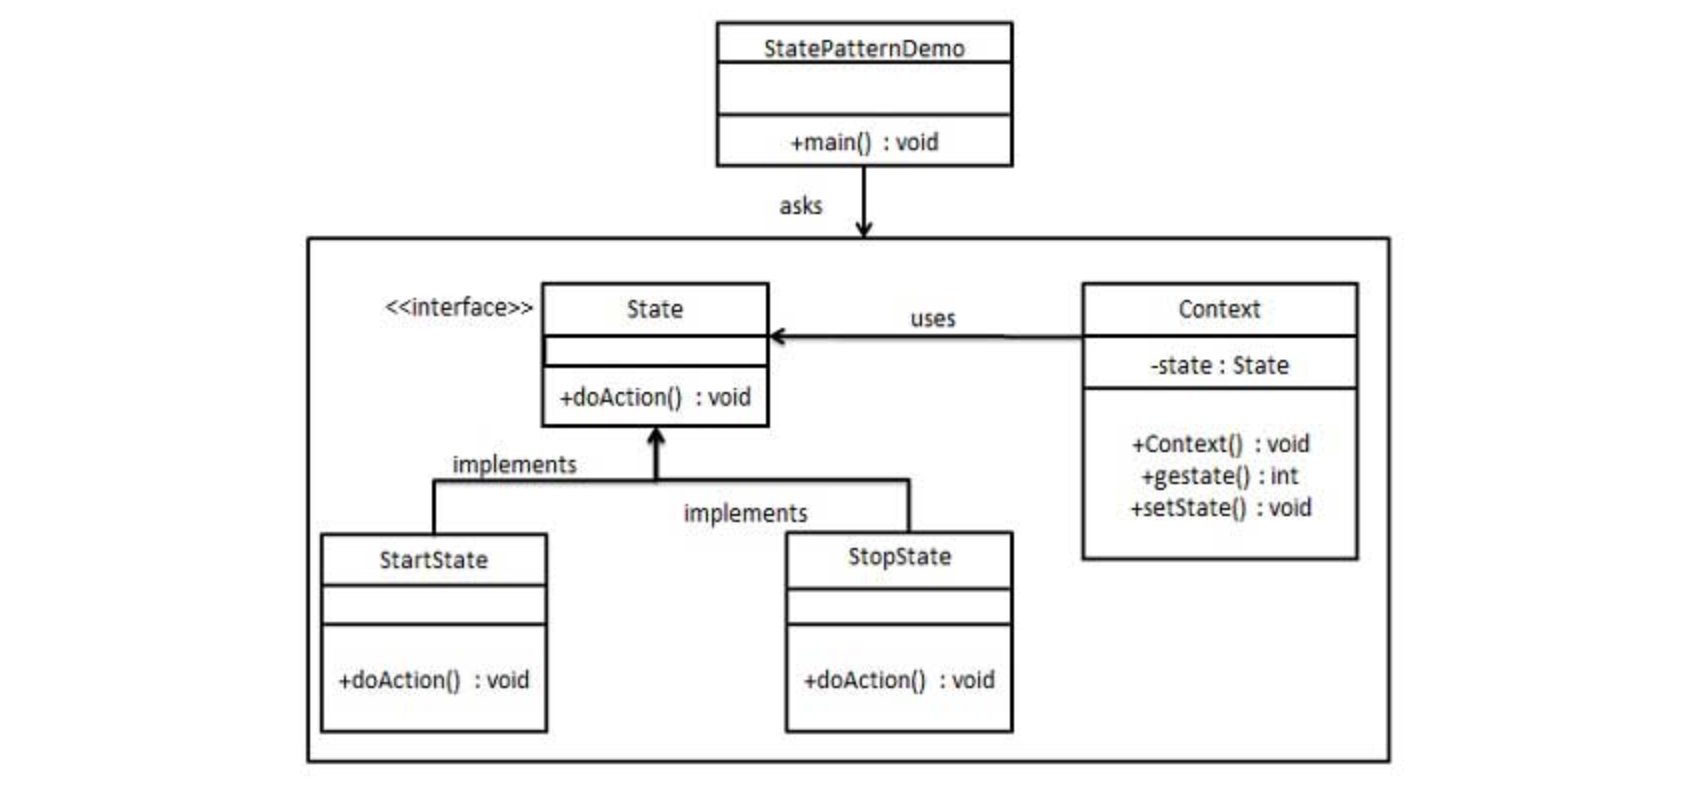 StatePatternDemo
+main() : void
asks
<<interface>>
State
+doAction() : void
uses
Context
-state : State
+Context() : void
+gestate() : int
+setState() : void
implements
implements
StartState
+doAction() : void
StopState
+doAction() : void